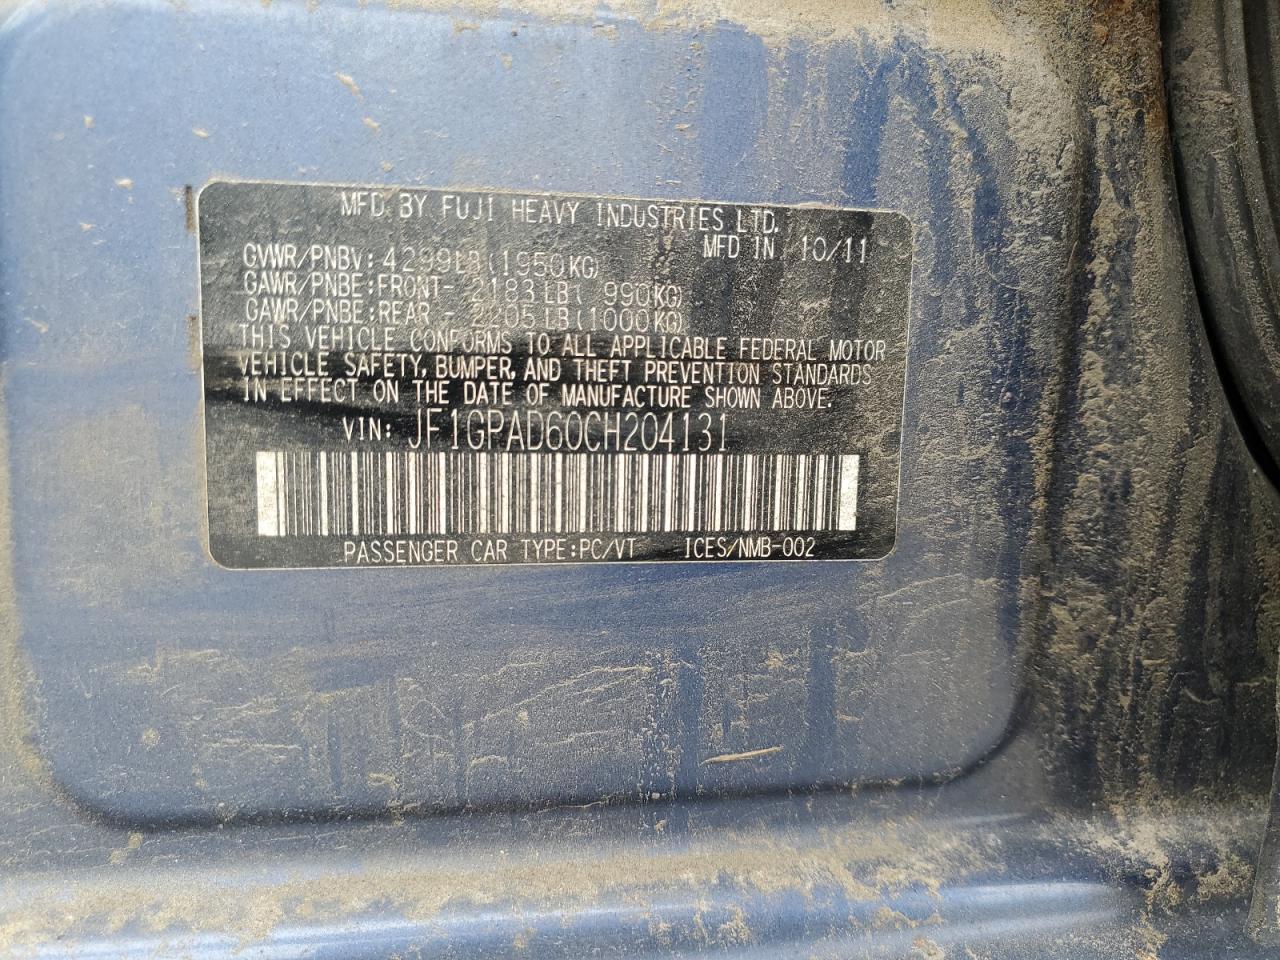 MFD. BY FUJI HEAVY INDUSTRIES LTD.
MFD IN 10/11
GVWR/PNBV: 4299LB (1950KG)
GAWR/PNBE: FRONT- 2183LB ( 990KG)
GAWR/PNBE: REAR - 2205LB (1000KG)
THIS VEHICLE CONFORMS TO ALL APPLICABLE FEDERAL MOTOR
VEHICLE SAFETY, BUMPER, AND THEFT PREVENTION STANDARDS
IN EFFECT ON THE DATE OF MANUFACTURE SHOWN ABOVE.
VIN: JF1GPAD60CH204131
PASSENGER CAR TYPE:PC/VT ICES/NMB-002